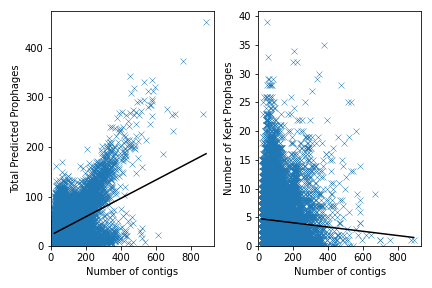 400
300
200
100
0
Total Predicted Prophages
0 200 400 600 800
Number of contigs
40
35
30
25
20
15
10
5
0
Number of Kept Prophages
0 200 400 600 800
Number of contigs